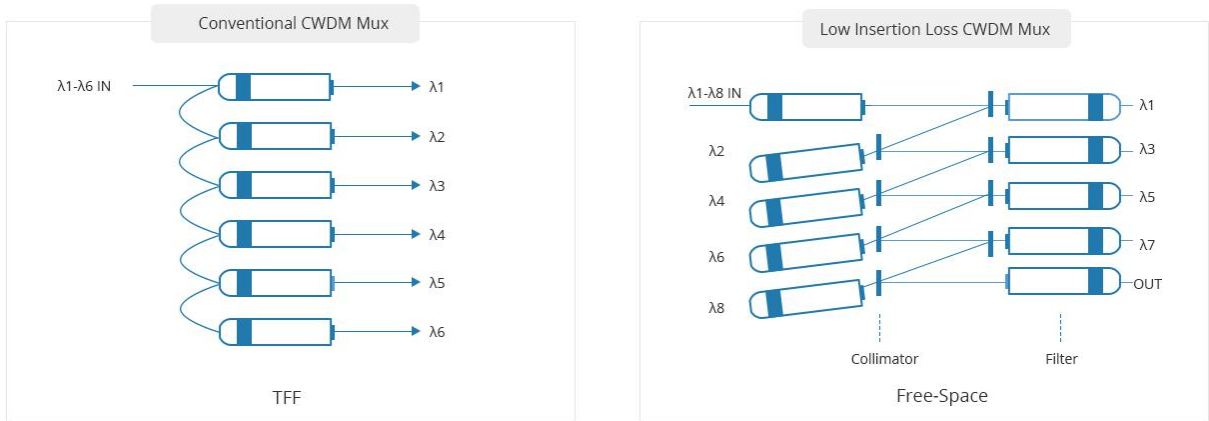 Conventional CWDM Mux
λ1-λ6 IN
λ1
λ2
λ3
λ4
λ5
λ6
TFF
Low Insertion Loss CWDM Mux
λ1-λ8 IN
λ1
λ2
λ3
λ4
λ5
λ6
λ7
λ8
OUT
Collimator
Filter
Free-Space